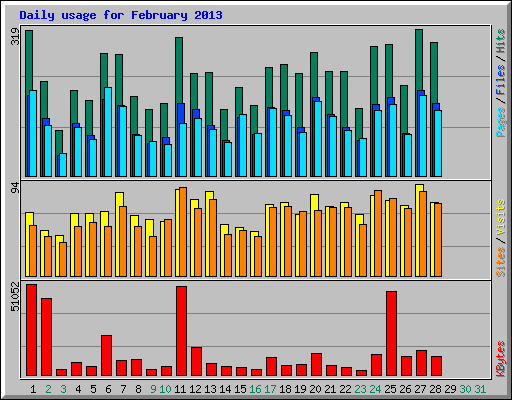 Daily usage for February 2013
319
Pages / Files / Hits
94
Sites / Visits
51052
KBytes
1 2 3 4 5 6 7 8 9 10 11 12 13 14 15 16 17 18 19 20 21 22 23 24 25 26 27 28 29 30 31